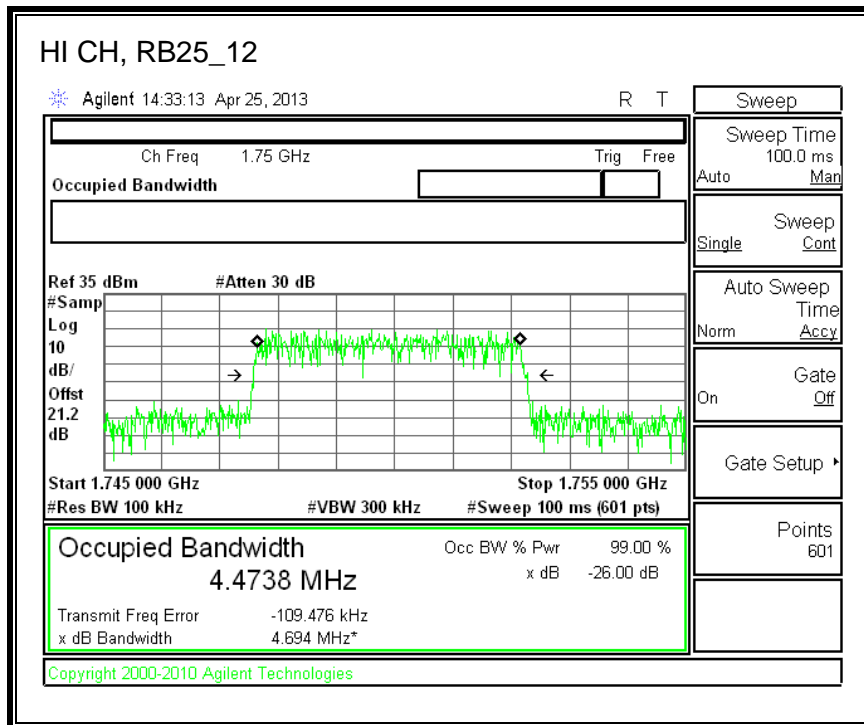 HI CH, RB25_12
Agilent 14:33:13 Apr 25, 2013 R T
Ch Freq 1.75 GHz Trig Free
Occupied Bandwidth
Ref 35 dBm #Atten 30 dB
#Samp
Log
10
dB/
Offst
21.2
dB
Start 1.745 000 GHz Stop 1.755 000 GHz
#Res BW 100 kHz #VBW 300 kHz #Sweep 100 ms (601 pts)
Occupied Bandwidth Occ BW % Pwr 99.00 %
4.4738 MHz x dB -26.00 dB
Transmit Freq Error -109.476 kHz
x dB Bandwidth 4.694 MHz*
Copyright 2000-2010 Agilent Technologies
Sweep
Sweep Time
100.0 ms
Auto Man
Sweep
Single Cont
Auto Sweep
Time
Norm Accy
Gate
On Off
Gate Setup
Points
601